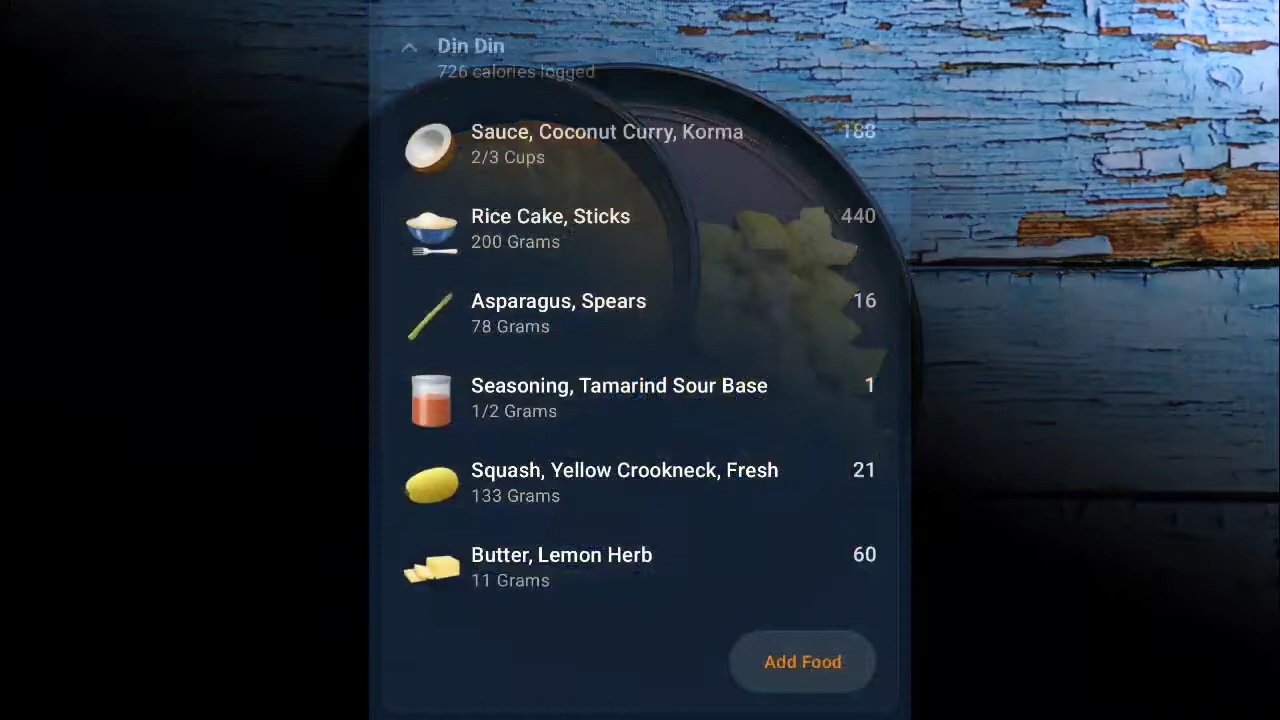 Din Din
726 calories logged
Sauce, Coconut Curry, Korma 188
2/3 Cups
Rice Cake, Sticks 440
200 Grams
Asparagus, Spears 16
78 Grams
Seasoning, Tamarind Sour Base 1
1/2 Grams
Squash, Yellow Crookneck, Fresh 21
133 Grams
Butter, Lemon Herb 60
11 Grams
Add Food